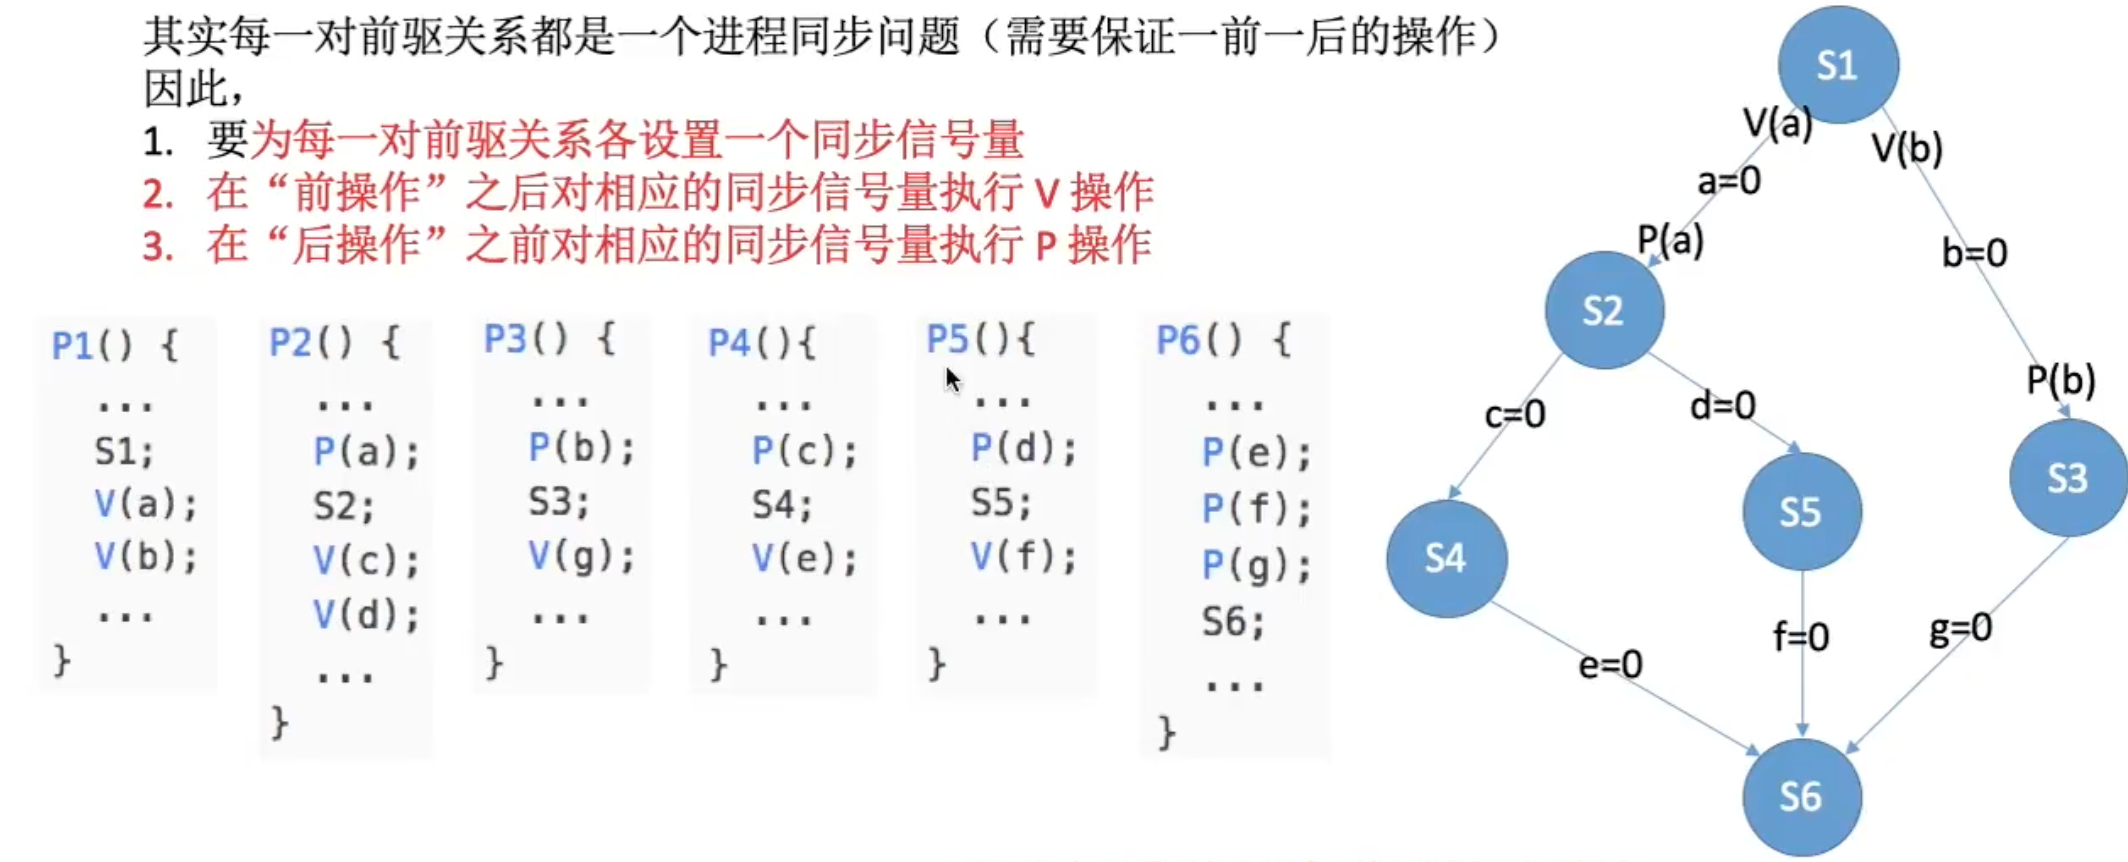 其实每一对前驱关系都是一个进程同步问题（需要保证一前一后的操作）
因此，
1. 要为每一对前驱关系各设置一个同步信号量
2. 在“前操作”之后对相应的同步信号量执行 V 操作
3. 在“后操作”之前对相应的同步信号量执行 P 操作
P1() {
...
S1;
V(a);
V(b);
...
}
P2() {
...
P(a);
S2;
V(c);
V(d);
...
}
P3() {
...
P(b);
S3;
V(g);
...
}
P4(){
...
P(c);
S4;
V(e);
...
}
P5(){
...
P(d);
S5;
V(f);
...
}
P6() {
...
P(e);
P(f);
P(g);
S6;
...
}
S1
V(a)
V(b)
a=0
P(a)
b=0
S2
P(b)
c=0
d=0
S3
S5
S4
f=0
g=0
e=0
S6